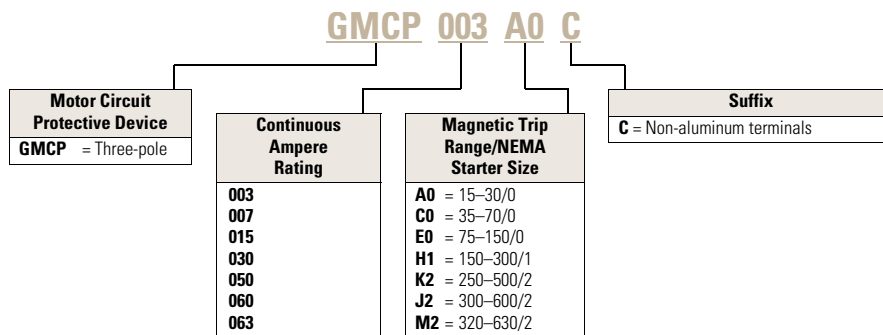 GMCP 003 A0 C
Motor Circuit
Protective Device
GMCP = Three-pole
Continuous
Ampere
Rating
003
007
015
030
050
060
063
Magnetic Trip
Range/NEMA
Starter Size
A0 = 15–30/0
C0 = 35–70/0
E0 = 75–150/0
H1 = 150–300/1
K2 = 250–500/2
J2 = 300–600/2
M2 = 320–630/2
Suffix
C = Non-aluminum terminals